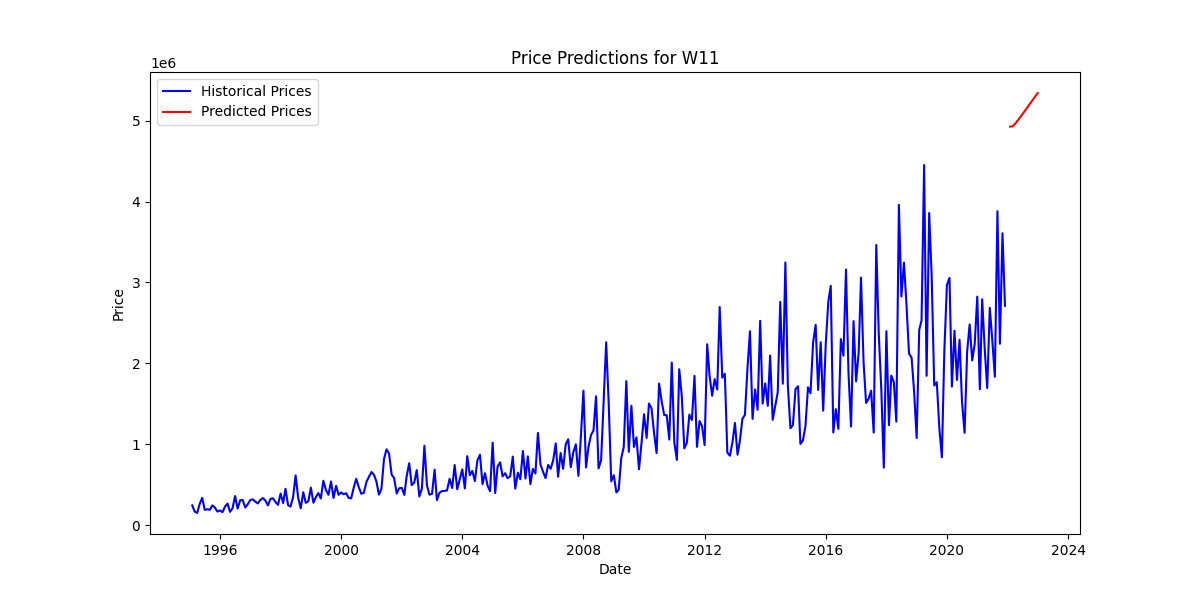 Price Predictions for W11
1e6
Historical Prices
Predicted Prices
5
4
3
2
1
0
Price
1996 2000 2004 2008 2012 2016 2020 2024
Date